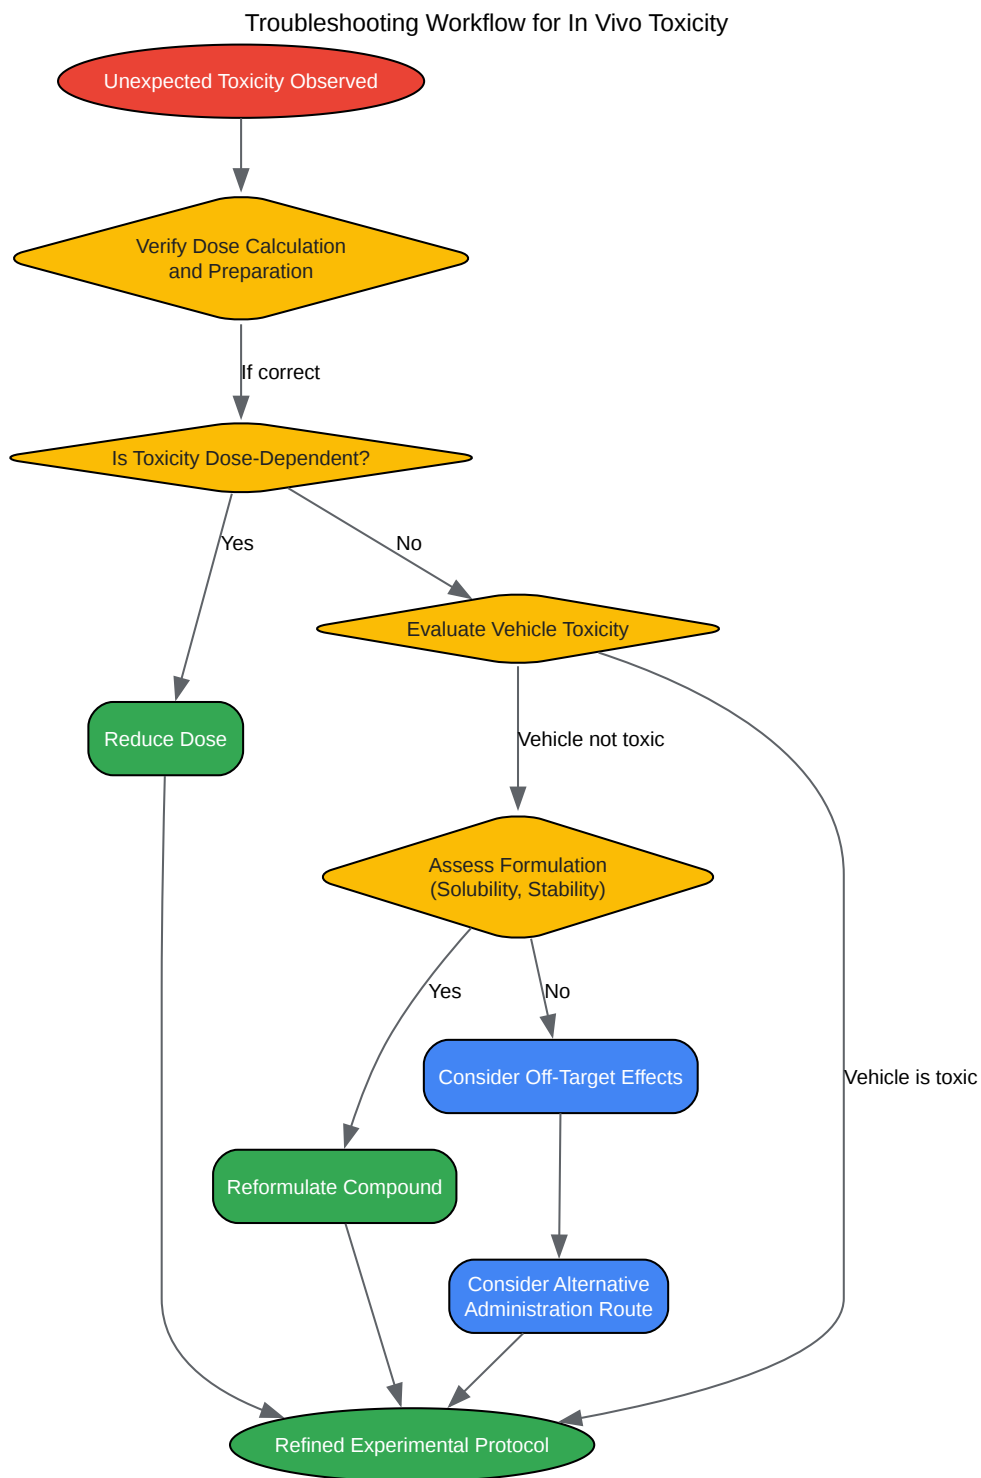 Troubleshooting Workflow for In Vivo Toxicity
Unexpected Toxicity Observed
Verify Dose Calculation
and Preparation
If correct
Is Toxicity Dose-Dependent?
Yes
No
Evaluate Vehicle Toxicity
Reduce Dose
Vehicle not toxic
Assess Formulation
(Solubility, Stability)
Yes
No
Consider Off-Target Effects
Vehicle is toxic
Reformulate Compound
Consider Alternative
Administration Route
Refined Experimental Protocol